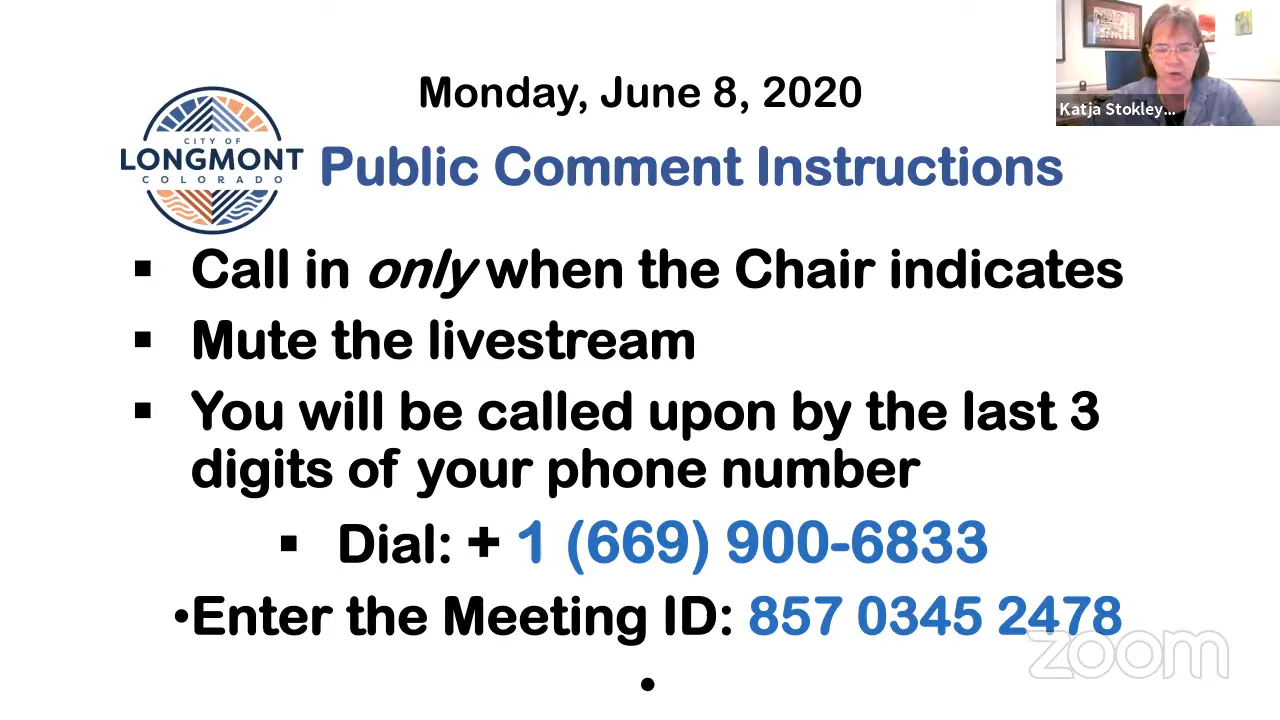 Monday, June 8, 2020
Katja Stokley...
CITY OF
LONGMONT
COLORADO
Public Comment Instructions
▪ Call in only when the Chair indicates
▪ Mute the livestream
▪ You will be called upon by the last 3
digits of your phone number
▪ Dial: + 1 (669) 900-6833
•Enter the Meeting ID: 857 0345 2478
zoom
•